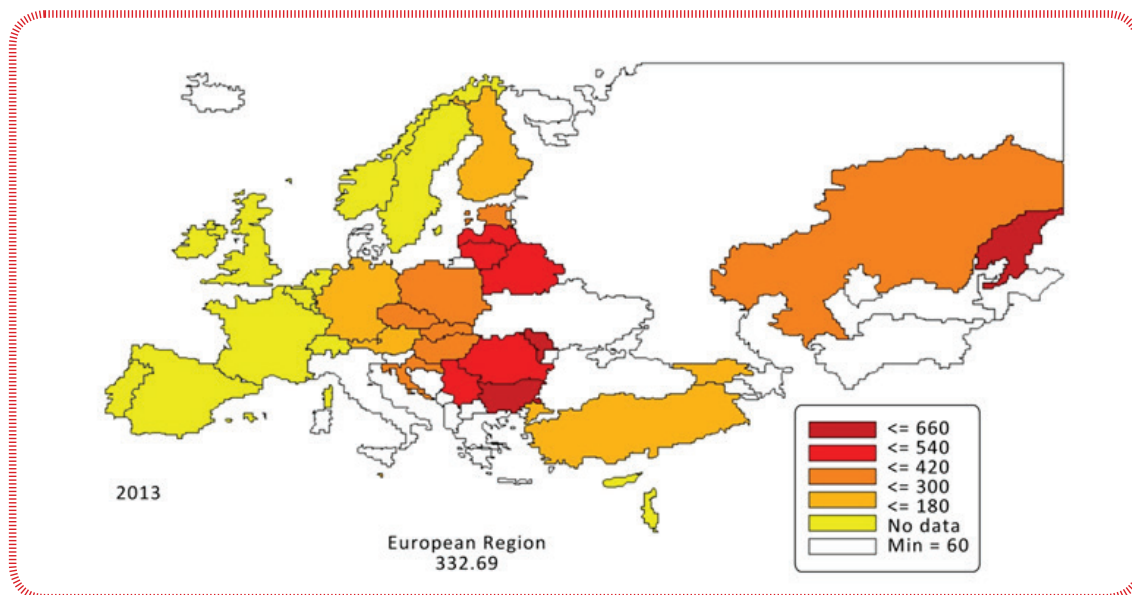 2013
European Region
332.69
<= 660
<= 540
<= 420
<= 300
<= 180
No data
Min = 60